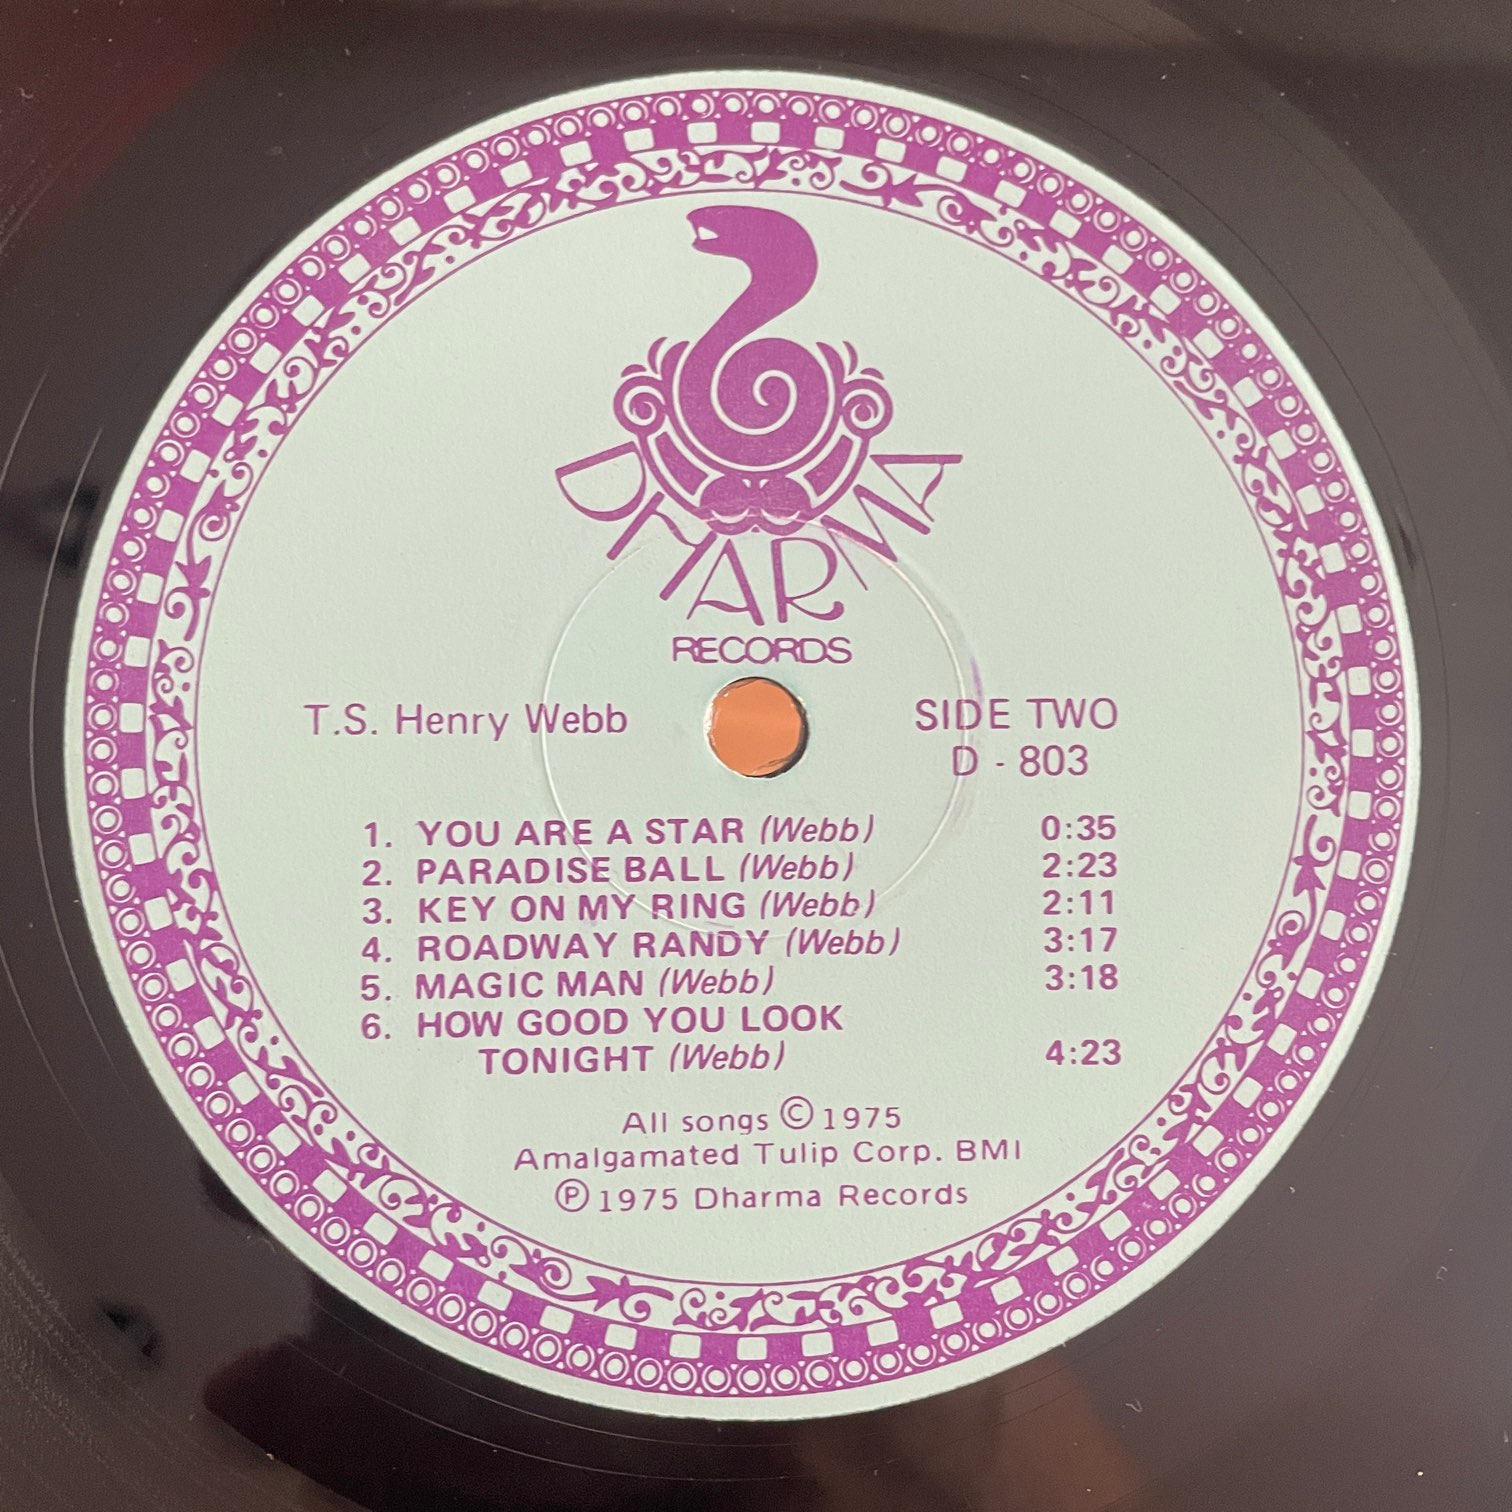 DHARMA
RECORDS
T.S. Henry Webb
SIDE TWO
D - 803
1. YOU ARE A STAR (Webb) 0:35
2. PARADISE BALL (Webb) 2:23
3. KEY ON MY RING (Webb) 2:11
4. ROADWAY RANDY (Webb) 3:17
5. MAGIC MAN (Webb) 3:18
6. HOW GOOD YOU LOOK
TONIGHT (Webb) 4:23
All songs © 1975
Amalgamated Tulip Corp. BMI
℗ 1975 Dharma Records